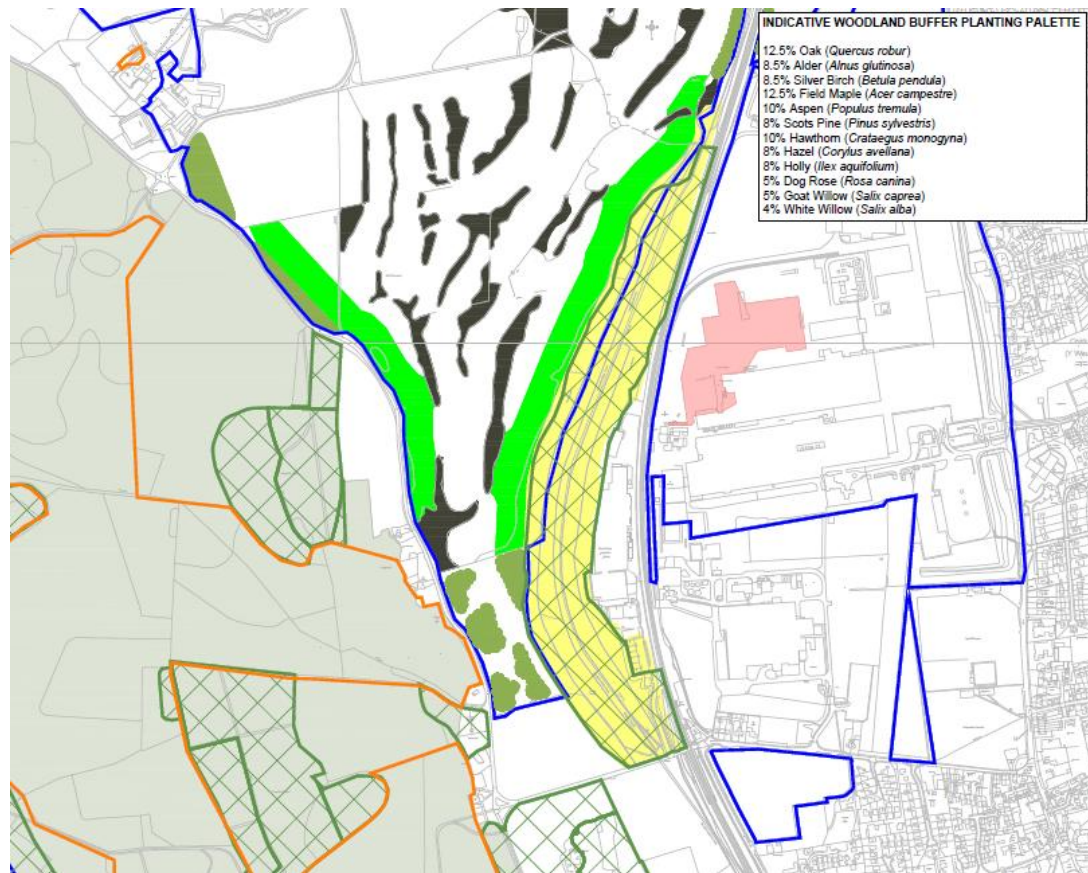 INDICATIVE WOODLAND BUFFER PLANTING PALETTE
12.5% Oak (Quercus robur)
8.5% Alder (Alnus glutinosa)
8.5% Silver Birch (Betula pendula)
12.5% Field Maple (Acer campestre)
10% Aspen (Populus tremula)
8% Scots Pine (Pinus sylvestris)
10% Hawthorn (Crataegus monogyna)
8% Hazel (Corylus avellana)
8% Holly (Ilex aquifolium)
5% Dog Rose (Rosa canina)
5% Goat Willow (Salix caprea)
4% White Willow (Salix alba)